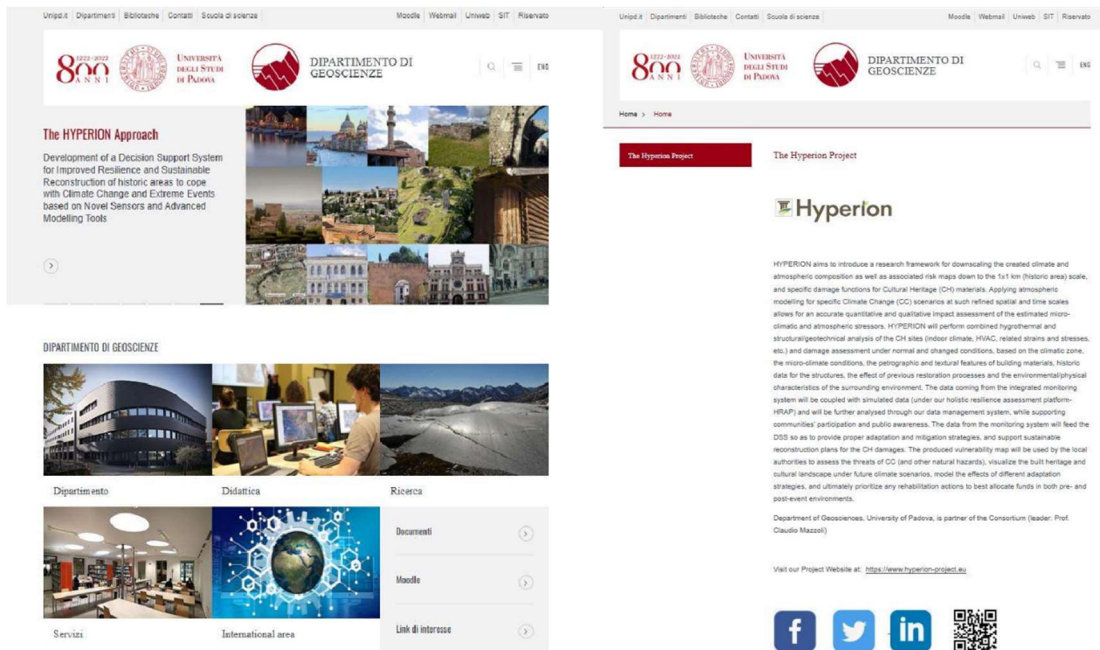 Unipd.it Dipartimenti Biblioteche Contatti Scuola di scienze
Moodle Webmail Uniweb SIT Riservato
1222-2022
800
ANNI
UNIVERSITÀ
DEGLI STUDI
DI PADOVA
DIPARTIMENTO DI
GEOSCIENZE
ENG
The HYPERION Approach
Development of a Decision Support System
for Improved Resilience and Sustainable
Reconstruction of historic areas to cope
with Climate Change and Extreme Events
based on Novel Sensors and Advanced
Modelling Tools
DIPARTIMENTO DI GEOSCIENZE
Dipartimento
Didattica
Ricerca
Servizi
International area
Documenti
Moodle
Link di interesse
Unipd.it Dipartimenti Biblioteche Contatti Scuola di scienze
Moodle Webmail Uniweb SIT Riservato
1222-2022
800
ANNI
UNIVERSITÀ
DEGLI STUDI
DI PADOVA
DIPARTIMENTO DI
GEOSCIENZE
ENG
Home > Home
The Hyperion Project
The Hyperion Project
Hyperion
HYPERION aims to introduce a research framework for downscaling the created climate and
atmospheric composition as well as associated risk maps down to the 1x1 km (historic area) scale,
and specific damage functions for Cultural Heritage (CH) materials. Applying atmospheric
modelling for specific Climate Change (CC) scenarios at such refined spatial and time scales
allows for an accurate quantitative and qualitative impact assessment of the estimated micro-
climatic and atmospheric stressors. HYPERION will perform combined hygrothermal and
structural/geotechnical analysis of the CH sites (indoor climate, HVAC, related strains and stresses,
etc.) and damage assessment under normal and changed conditions, based on the climatic zone,
the micro-climate conditions, the petrographic and textural features of building materials, historic
data for the structures, the effect of previous restoration processes and the environmental/physical
characteristics of the surrounding environment. The data coming from the integrated monitoring
system will be coupled with simulated data (under our holistic resilience assessment platform-
HRAP) and will be further analysed through our data management system, while supporting
communities' participation and public awareness. The data from the monitoring system will feed the
DSS so as to provide proper adaptation and mitigation strategies, and support sustainable
reconstruction plans for the CH damages. The produced vulnerability map will be used by the local
authorities to assess the threats of CC (and other natural hazards), visualize the built heritage and
cultural landscape under future climate scenarios, model the effects of different adaptation
strategies, and ultimately prioritize any rehabilitation actions to best allocate funds in both pre- and
post-event environments.
Department of Geosciences, University of Padova, is partner of the Consortium (leader: Prof.
Claudio Mazzoli)
Visit our Project Website at: https://www.hyperion-project.eu